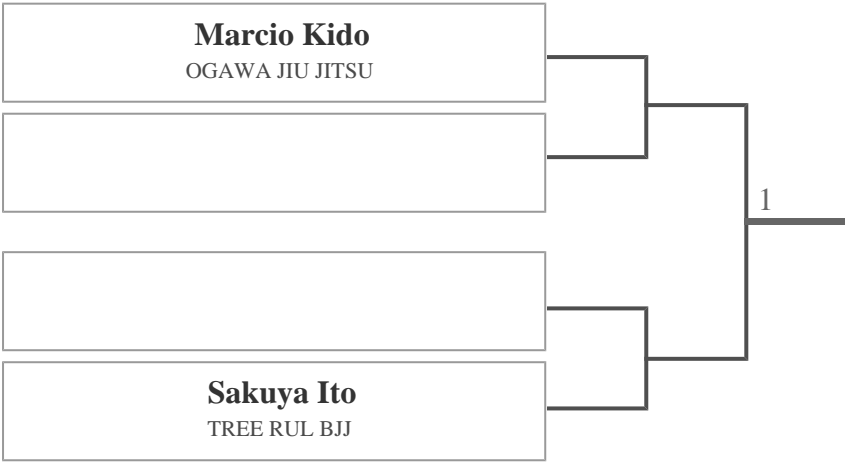 Marcio Kido
OGAWA JIU JITSU
1
Sakuya Ito
TREE RUL BJJ